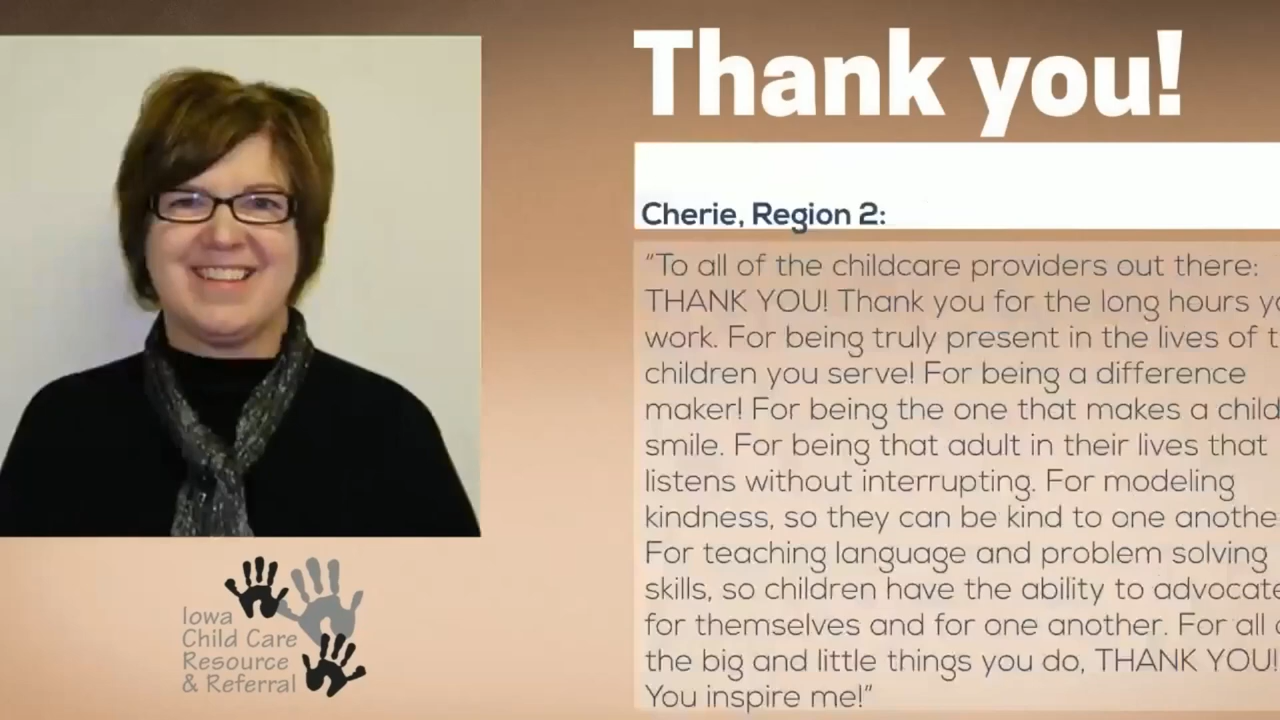 Thank you!
Cherie, Region 2:
“To all of the childcare providers out there:
THANK YOU! Thank you for the long hours
work. For being truly present in the lives of
children you serve! For being a difference
maker! For being the one that makes a child
smile. For being that adult in their lives that
listens without interrupting. For modeling
kindness, so they can be kind to one anothe
For teaching language and problem solving
skills, so children have the ability to advocate
for themselves and for one another. For all
the big and little things you do, THANK YOU!
You inspire me!”
Iowa
Child Care
Resource
& Referral